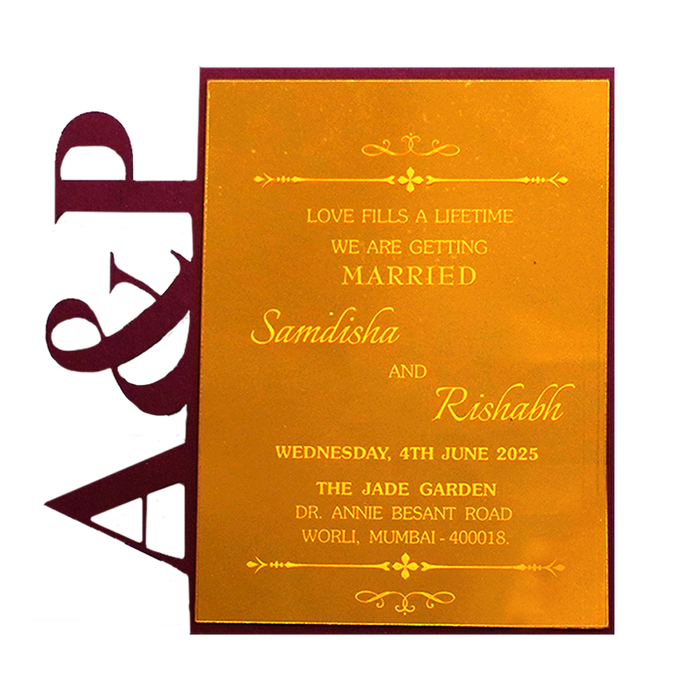 A&P
LOVE FILLS A LIFETIME
WE ARE GETTING
MARRIED
Samdisha
AND
Rishabh
WEDNESDAY, 4TH JUNE 2025
THE JADE GARDEN
DR. ANNIE BESANT ROAD
WORLI, MUMBAI - 400018.